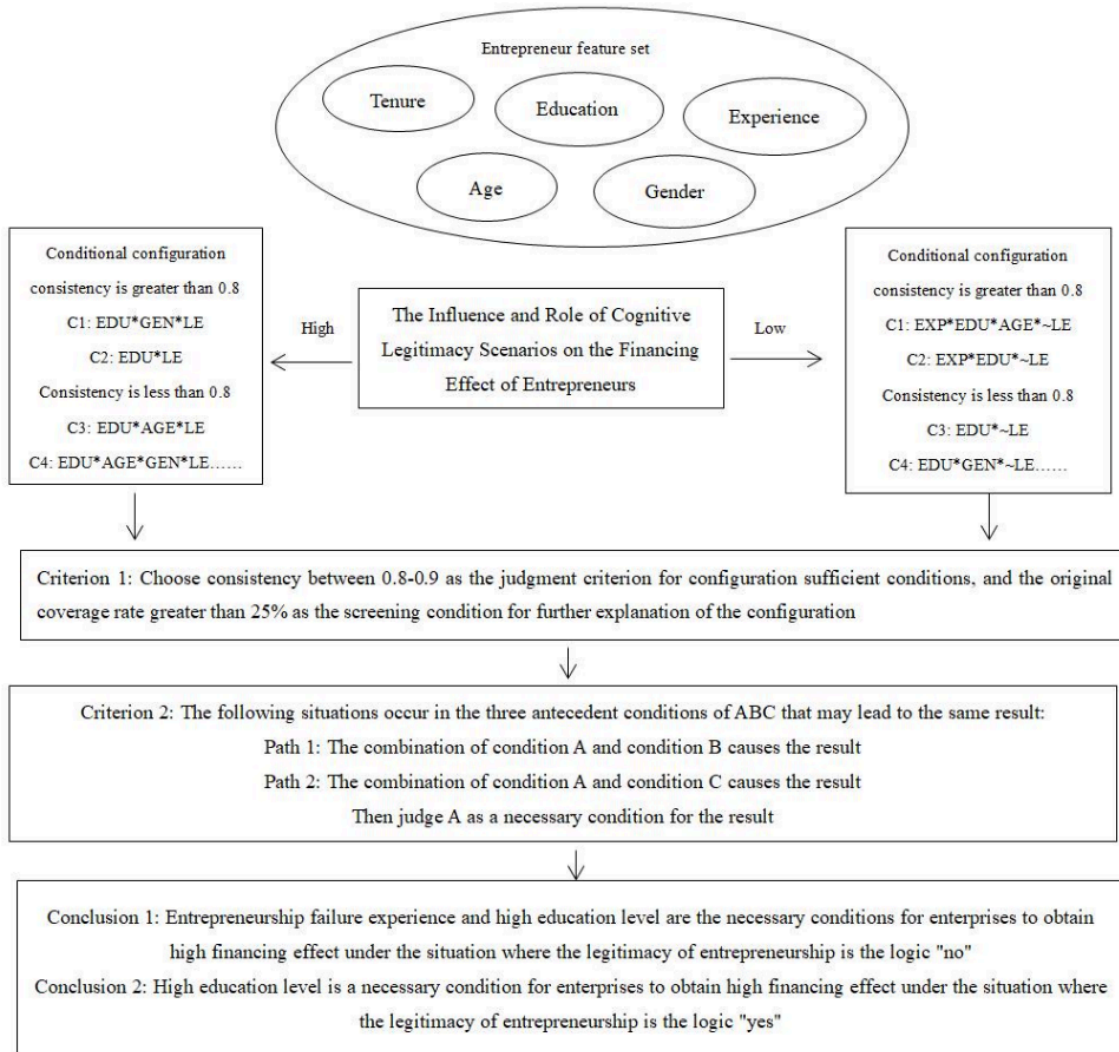 Entrepreneur feature set
Tenure
Education
Experience
Age
Gender
Conditional configuration
consistency is greater than 0.8
C1: EDU*GEN*LE
C2: EDU*LE
Consistency is less than 0.8
C3: EDU*AGE*LE
C4: EDU*AGE*GEN*LE......
High
The Influence and Role of Cognitive
Legitimacy Scenarios on the Financing
Effect of Entrepreneurs
Low
Conditional configuration
consistency is greater than 0.8
C1: EXP*EDU*AGE*~LE
C2: EXP*EDU*~LE
Consistency is less than 0.8
C3: EDU*~LE
C4: EDU*GEN*~LE......
Criterion 1: Choose consistency between 0.8-0.9 as the judgment criterion for configuration sufficient conditions, and the original
coverage rate greater than 25% as the screening condition for further explanation of the configuration
Criterion 2: The following situations occur in the three antecedent conditions of ABC that may lead to the same result:
Path 1: The combination of condition A and condition B causes the result
Path 2: The combination of condition A and condition C causes the result
Then judge A as a necessary condition for the result
Conclusion 1: Entrepreneurship failure experience and high education level are the necessary conditions for enterprises to obtain
high financing effect under the situation where the legitimacy of entrepreneurship is the logic "no"
Conclusion 2: High education level is a necessary condition for enterprises to obtain high financing effect under the situation where
the legitimacy of entrepreneurship is the logic "yes"